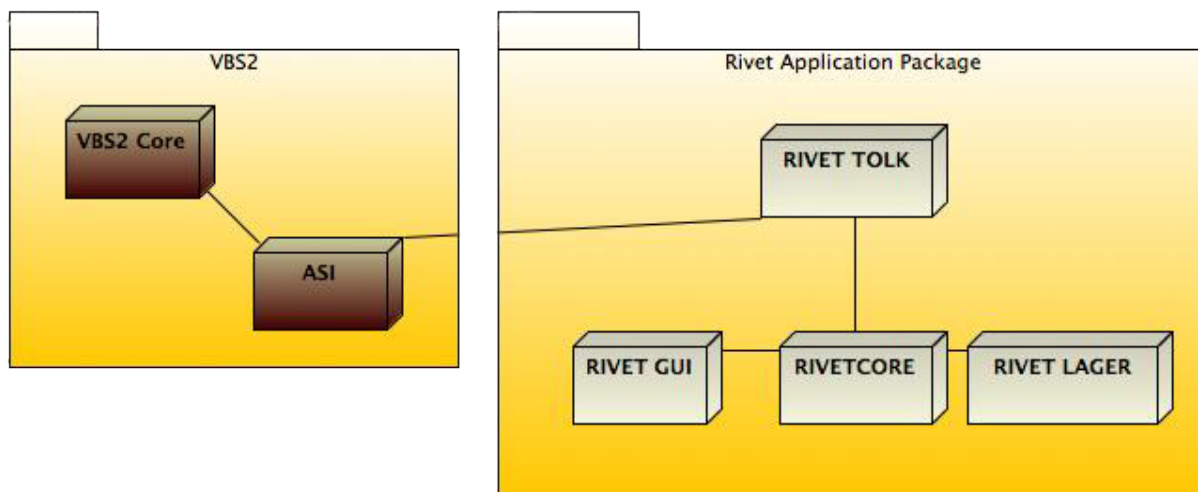 VBS2
VBS2 Core
ASI
Rivet Application Package
RIVET TOLK
RIVET GUI
RIVETCORE
RIVET LAGER